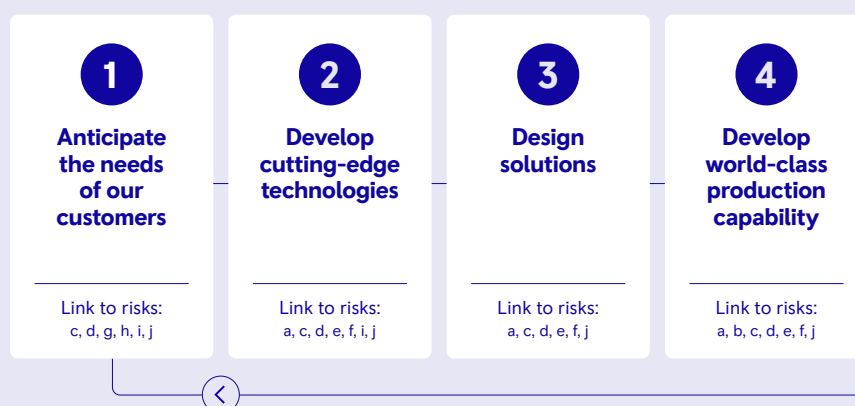 1
Anticipate
the needs
of our
customers
Link to risks:
c, d, g, h, i, j
2
Develop
cutting-edge
technologies
Link to risks:
a, c, d, e, f, i, j
3
Design
solutions
Link to risks:
a, c, d, e, f, j
4
Develop
world-class
production
capability
Link to risks:
a, b, c, d, e, f, j